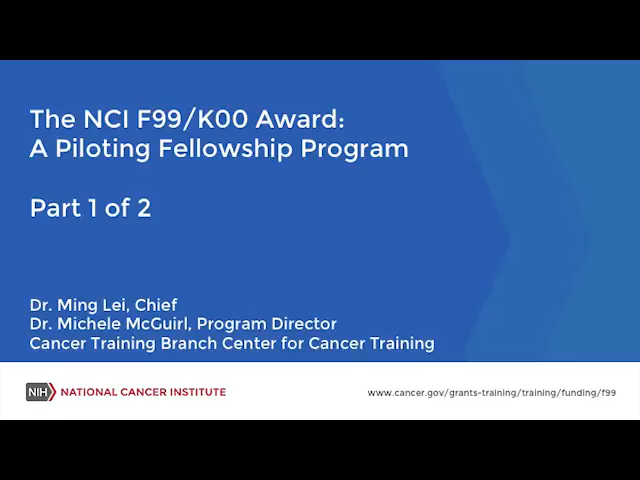 The NCI F99/K00 Award:
A Piloting Fellowship Program
Part 1 of 2
Dr. Ming Lei, Chief
Dr. Michele McGuirl, Program Director
Cancer Training Branch Center for Cancer Training
NIH NATIONAL CANCER INSTITUTE
www.cancer.gov/grants-training/training/funding/f99